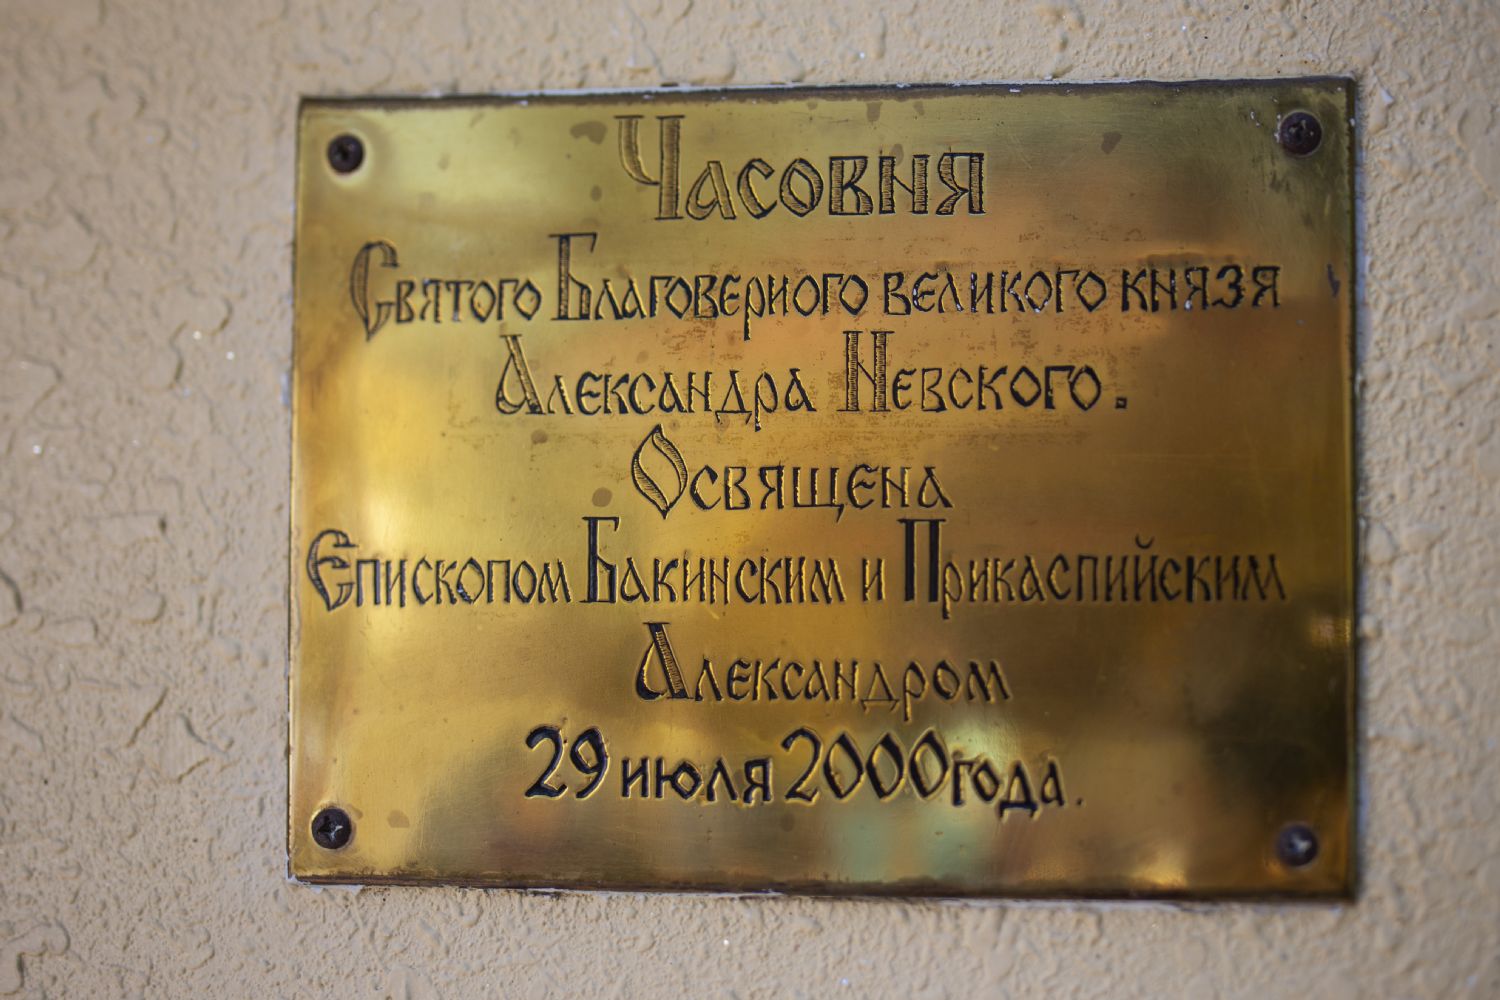 Часовня
Святого Благоверного великого князя
Александра Невского.
Освящена
Епископом Бакинским и Прикаспийским
Александром
29 июля 2000 года.